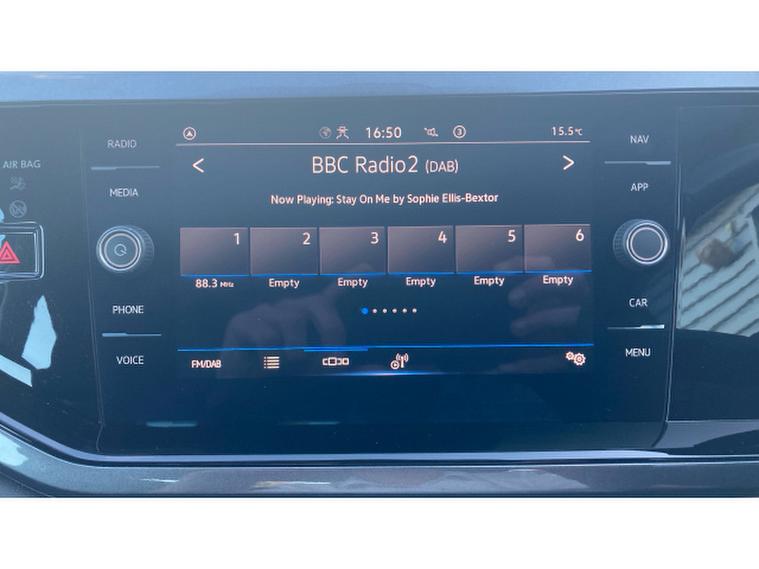 AIR BAG
RADIO
MEDIA
PHONE
VOICE
16:50 3 15.5°C
< BBC Radio2 (DAB) >
Now Playing: Stay On Me by Sophie Ellis-Bextor
1 2 3 4 5 6
88.3 MHz Empty Empty Empty Empty Empty
FM/DAB
NAV
APP
CAR
MENU